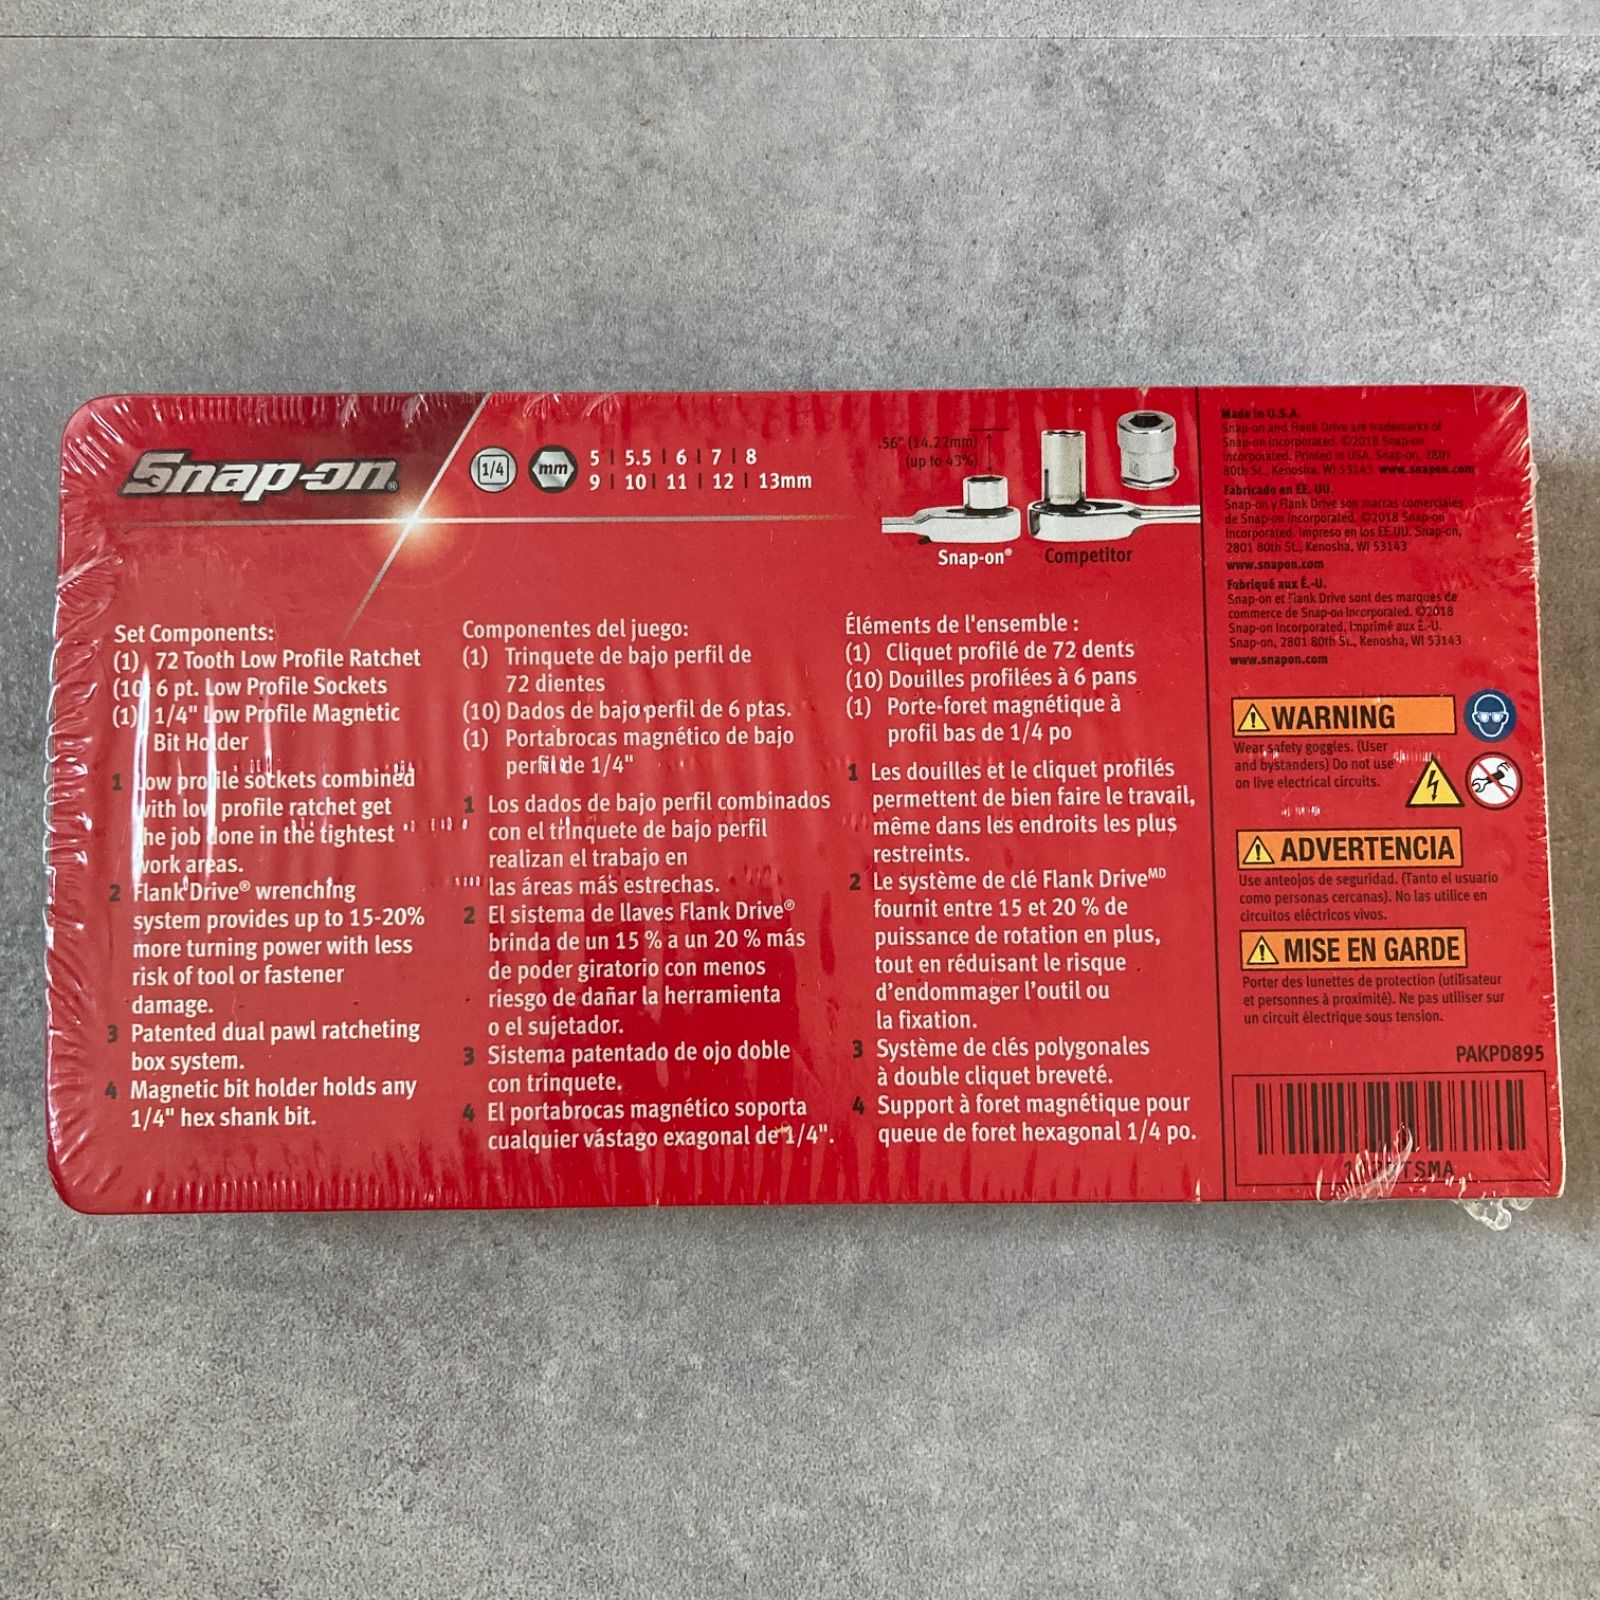 Snap-on®
1/4 mm 5 | 5.5 | 6 | 7 | 8
9 | 10 | 11 | 12 | 13mm
.56" (14.22mm)
(up to 43%)
Snap-on® Competitor
Set Components:
(1) 72 Tooth Low Profile Ratchet
(10) 6 pt. Low Profile Sockets
(1) 1/4" Low Profile Magnetic
Bit Holder
1 Low profile sockets combined
with low profile ratchet get
the job done in the tightest
work areas.
2 Flank Drive® wrenching
system provides up to 15-20%
more turning power with less
risk of tool or fastener
damage.
3 Patented dual pawl ratcheting
box system.
4 Magnetic bit holder holds any
1/4" hex shank bit.
Componentes del juego:
(1) Trinquete de bajo perfil de
72 dientes
(10) Dados de bajo perfil de 6 ptas.
(1) Portabrocas magnético de bajo
perfil de 1/4"
1 Los dados de bajo perfil combinados
con el trinquete de bajo perfil
realizan el trabajo en
las áreas más estrechas.
2 El sistema de llaves Flank Drive®
brinda de un 15 % a un 20 % más
de poder giratorio con menos
riesgo de dañar la herramienta
o el sujetador.
3 Sistema patentado de ojo doble
con trinquete.
4 El portabrocas magnético soporta
cualquier vástago exagonal de 1/4".
Éléments de l'ensemble :
(1) Cliquet profilé de 72 dents
(10) Douilles profilées à 6 pans
(1) Porte-foret magnétique à
profil bas de 1/4 po
1 Les douilles et le cliquet profilés
permettent de bien faire le travail,
même dans les endroits les plus
restreints.
2 Le système de clé Flank DriveMD
fournit entre 15 et 20 % de
puissance de rotation en plus,
tout en réduisant le risque
d'endommager l'outil ou
la fixation.
3 Système de clés polygonales
à double cliquet breveté.
4 Support à foret magnétique pour
queue de foret hexagonal 1/4 po.
Made in U.S.A.
Snap-on and Flank Drive are trademarks of
Snap-on Incorporated. ©2018 Snap-on
Incorporated. Printed in USA. Snap-on, 2801
80th St., Kenosha, WI 53143 www.snapon.com
Fabricado en EE. UU.
Snap-on y Flank Drive son marcas comerciales
de Snap-on Incorporated. ©2018 Snap-on
Incorporated. Impreso en los EE UU. Snap-on,
2801 80th St., Kenosha, WI 53143
www.snapon.com
Fabriqué aux É.-U.
Snap-on et Flank Drive sont des marques de
commerce de Snap-on Incorporated. ©2018
Snap-on Incorporated, Imprimé aux É.-U.
Snap-on, 2801 80th St., Kenosha, WI 53143
www.snapon.com
WARNING
Wear safety goggles. (User
and bystanders) Do not use
on live electrical circuits.
ADVERTENCIA
Use anteojos de seguridad. (Tanto el usuario
como personas cercanas). No las utilice en
circuitos eléctricos vivos.
MISE EN GARDE
Porter des lunettes de protection (utilisateur
et personnes à proximité). Ne pas utiliser sur
un circuit électrique sous tension.
PAKPD895